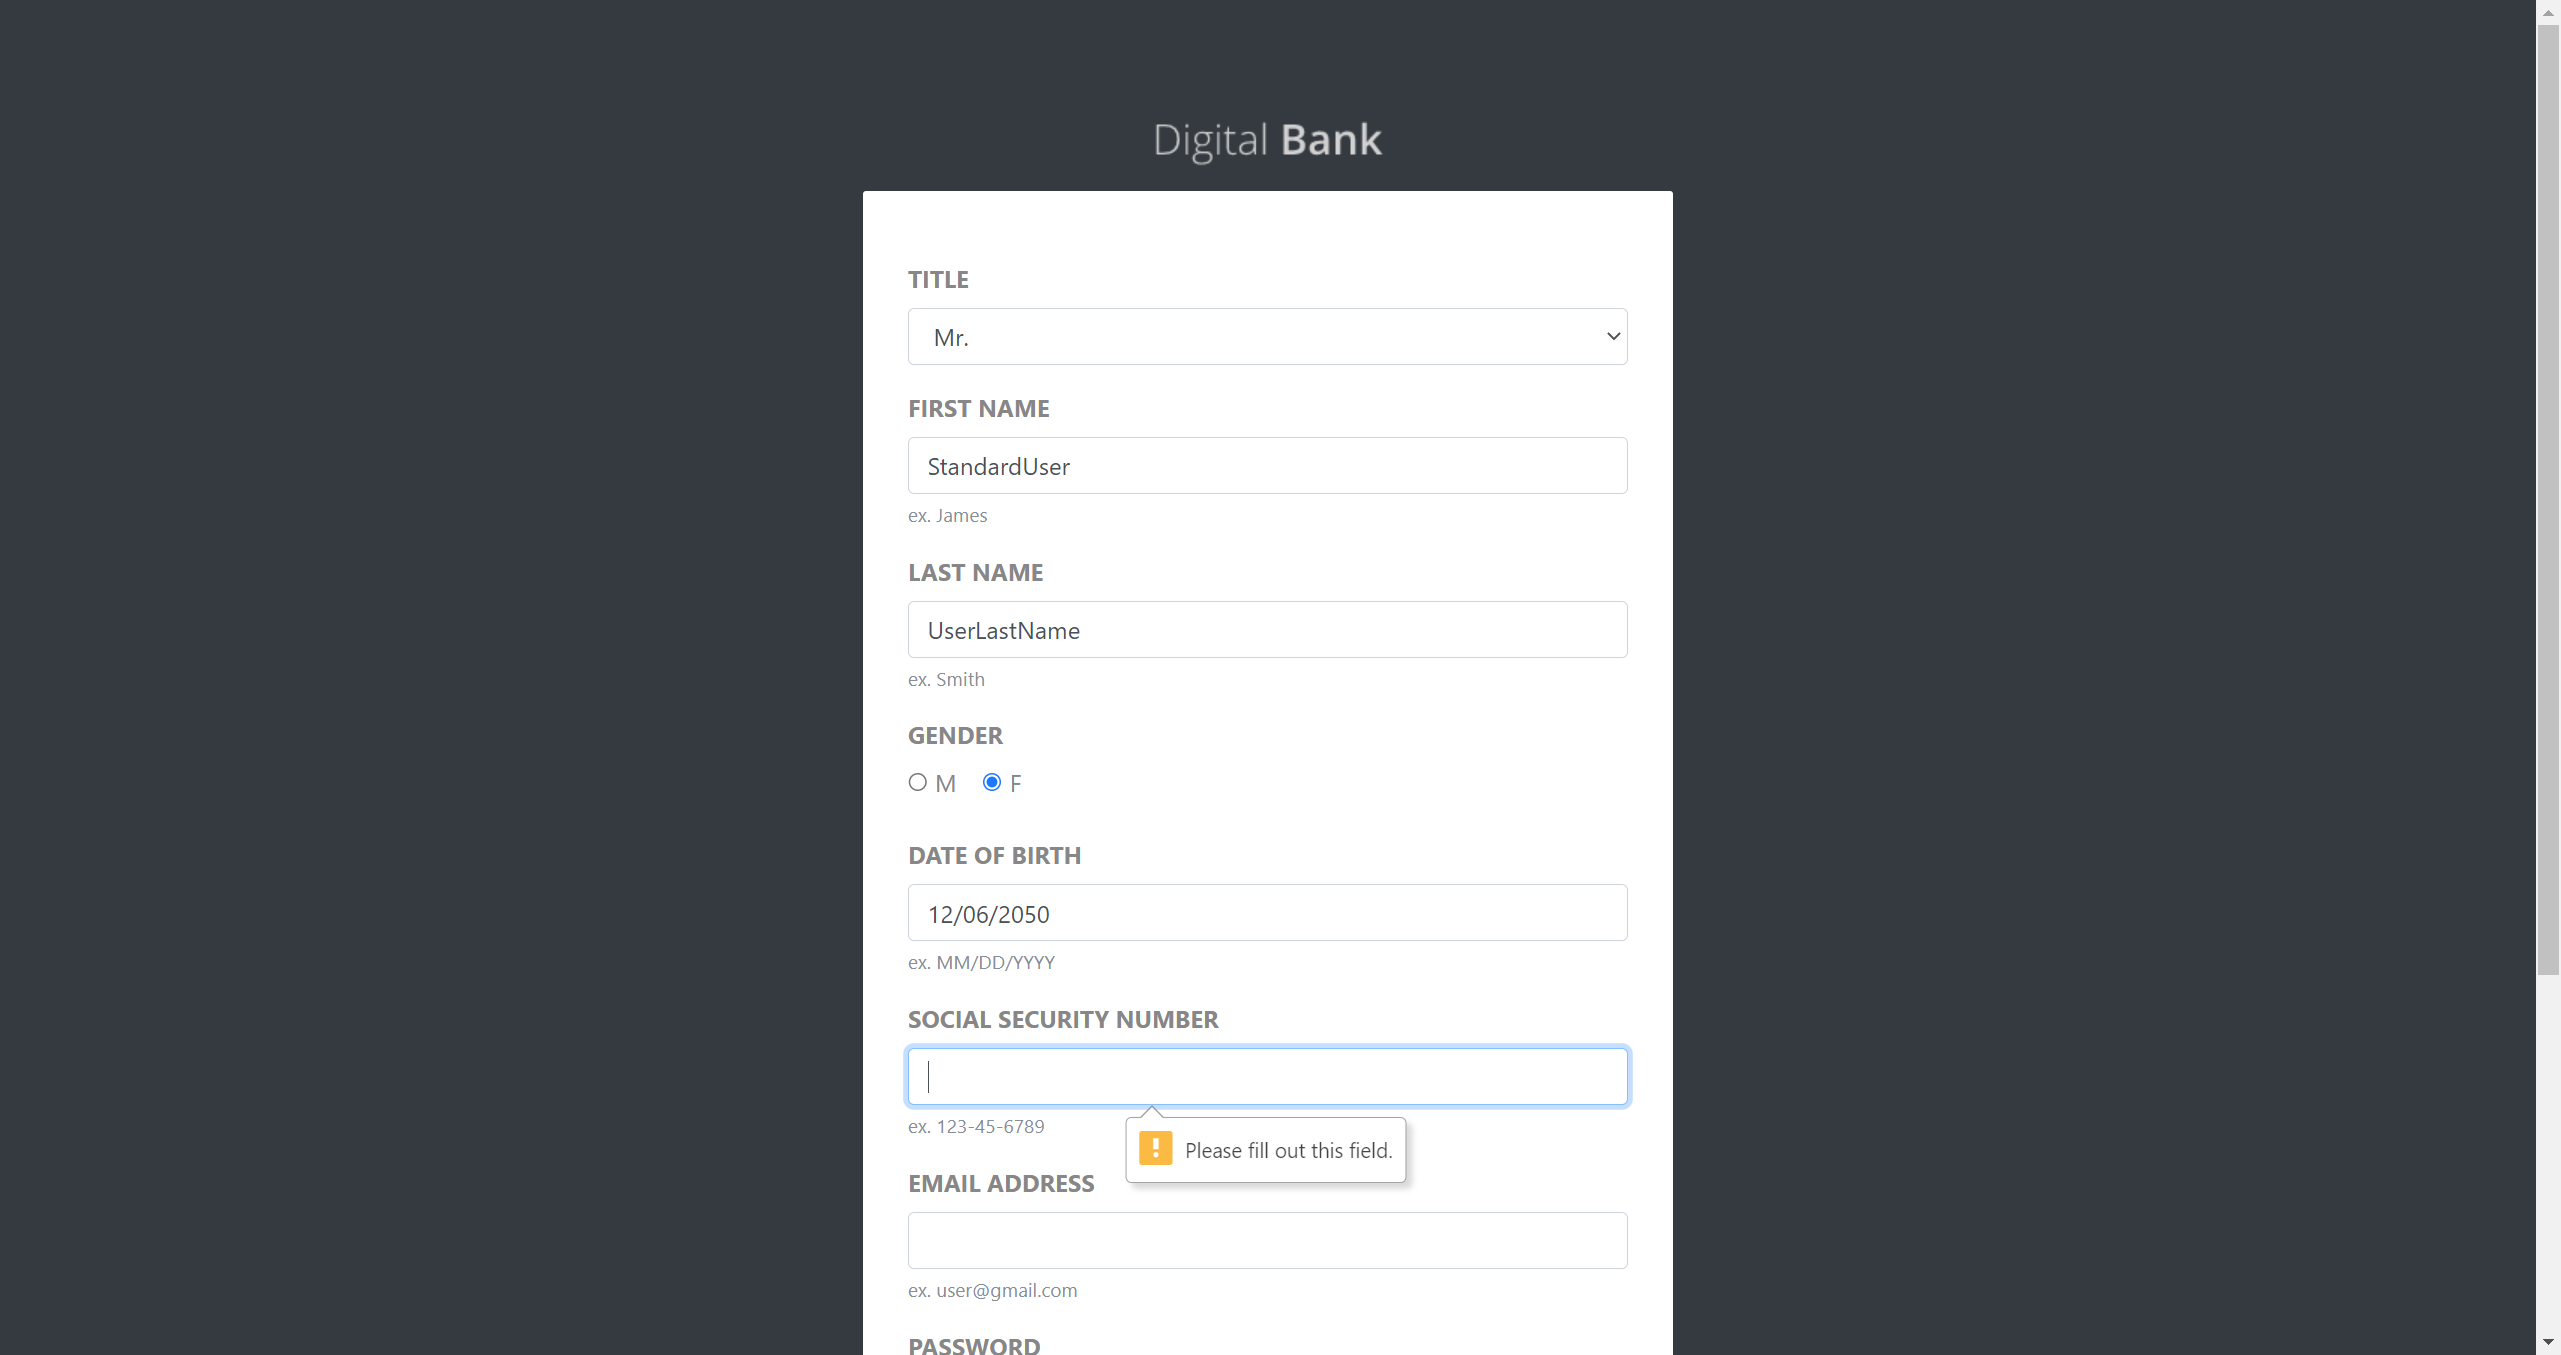 Digital Bank
TITLE
Mr.
FIRST NAME
StandardUser
ex. James
LAST NAME
UserLastName
ex. Smith
GENDER
M F
DATE OF BIRTH
12/06/2050
ex. MM/DD/YYYY
SOCIAL SECURITY NUMBER
ex. 123-45-6789
Please fill out this field.
EMAIL ADDRESS
ex. user@gmail.com
PASSWORD